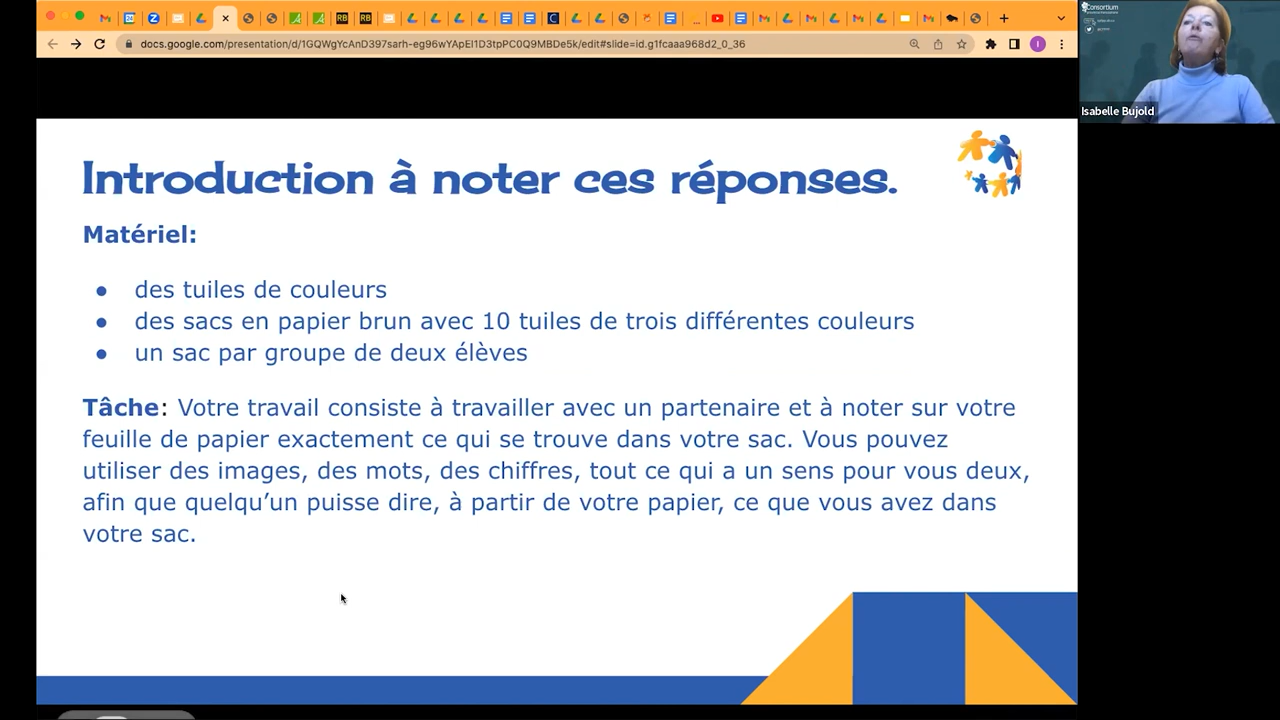 docs.google.com/presentation/d/1GQWgYcAnD397sarh-eg96wYApEl1D3tpPC0Q9MBDe5k/edit#slide=id.g1fcaaa968d2_0_36
Consortium
Isabelle Bujold
Introduction à noter ces réponses.
Matériel:
● des tuiles de couleurs
● des sacs en papier brun avec 10 tuiles de trois différentes couleurs
● un sac par groupe de deux élèves
Tâche: Votre travail consiste à travailler avec un partenaire et à noter sur votre
feuille de papier exactement ce qui se trouve dans votre sac. Vous pouvez
utiliser des images, des mots, des chiffres, tout ce qui a un sens pour vous deux,
afin que quelqu’un puisse dire, à partir de votre papier, ce que vous avez dans
votre sac.